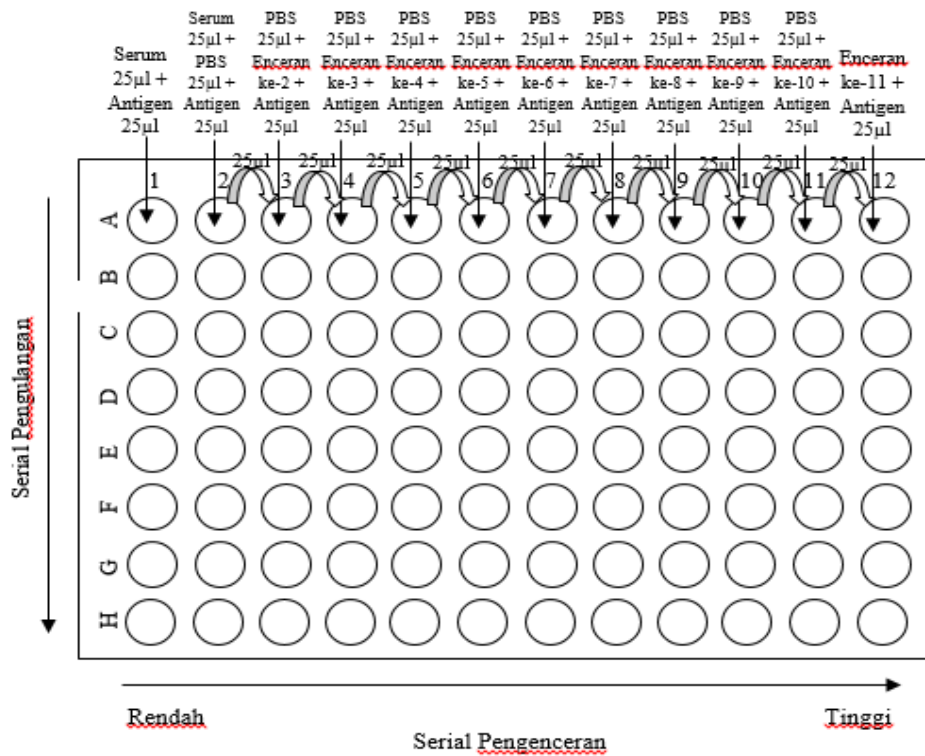 Serum
25µl +
Antigen
25µl
Serum
25µl +
PBS
25µl +
Antigen
25µl
PBS
25µl +
Enceran
ke-2 +
Antigen
25µl
PBS
25µl +
Enceran
ke-3 +
Antigen
25µl
PBS
25µl +
Enceran
ke-4 +
Antigen
25µl
PBS
25µl +
Enceran
ke-5 +
Antigen
25µl
PBS
25µl +
Enceran
ke-6 +
Antigen
25µl
PBS
25µl +
Enceran
ke-7 +
Antigen
25µl
PBS
25µl +
Enceran
ke-8 +
Antigen
25µl
PBS
25µl +
Enceran
ke-9 +
Antigen
25µl
PBS
25µl +
Enceran
ke-10 +
Antigen
25µl
Enceran
ke-11 +
Antigen
25µl
25µl 25µl 25µl 25µl 25µl 25µl 25µl 25µl 25µl 25µl
1 2 3 4 5 6 7 8 9 10 11 12
A
B
C
D
E
F
G
H
Serial Pengulangan
Rendah Tinggi
Serial Pengenceran